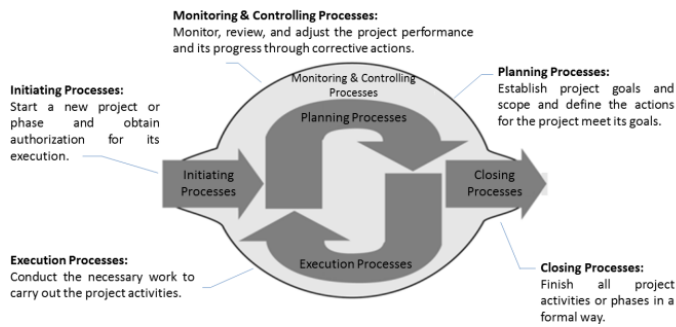 Monitoring & Controlling Processes:
Monitor, review, and adjust the project performance
and its progress through corrective actions.
Initiating Processes:
Start a new project or
phase and obtain
authorization for its
execution.
Monitoring & Controlling
Processes
Planning Processes
Planning Processes:
Establish project goals and
scope and define the actions
for the project meet its goals.
Initiating
Processes
Closing
Processes
Execution Processes:
Conduct the necessary work to
carry out the project activities.
Execution Processes
Closing Processes:
Finish all project
activities or phases in a
formal way.